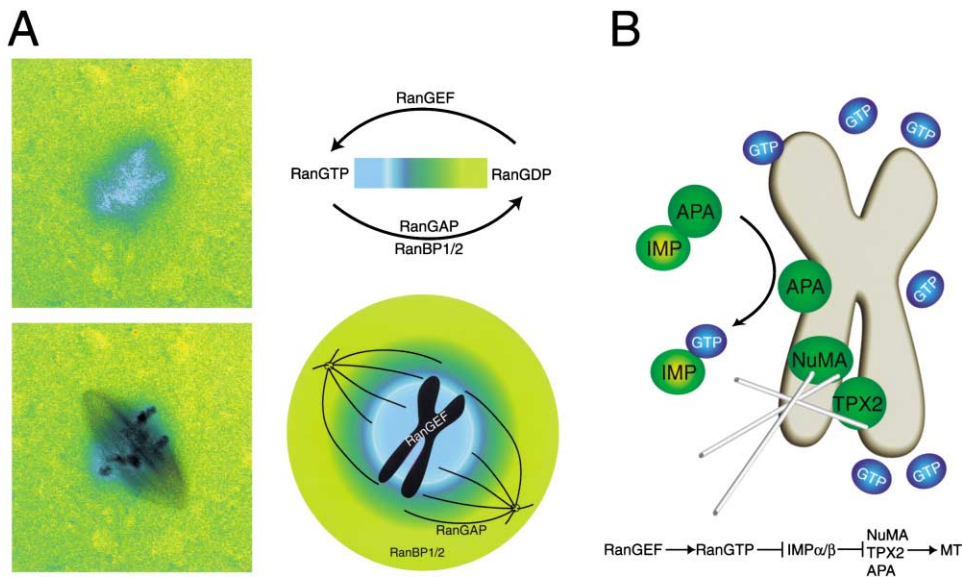 A
B
RanGEF
RanGTP
RanGDP
RanGAP
RanBP1/2
RanGEF
RanGAP
RanBP1/2
GTP
GTP
GTP
APA
IMP
APA
GTP
GTP
IMP
NuMA
TPX2
GTP
GTP
NuMA
RanGEF RanGTP IMPα/β TPX2 MT
APA